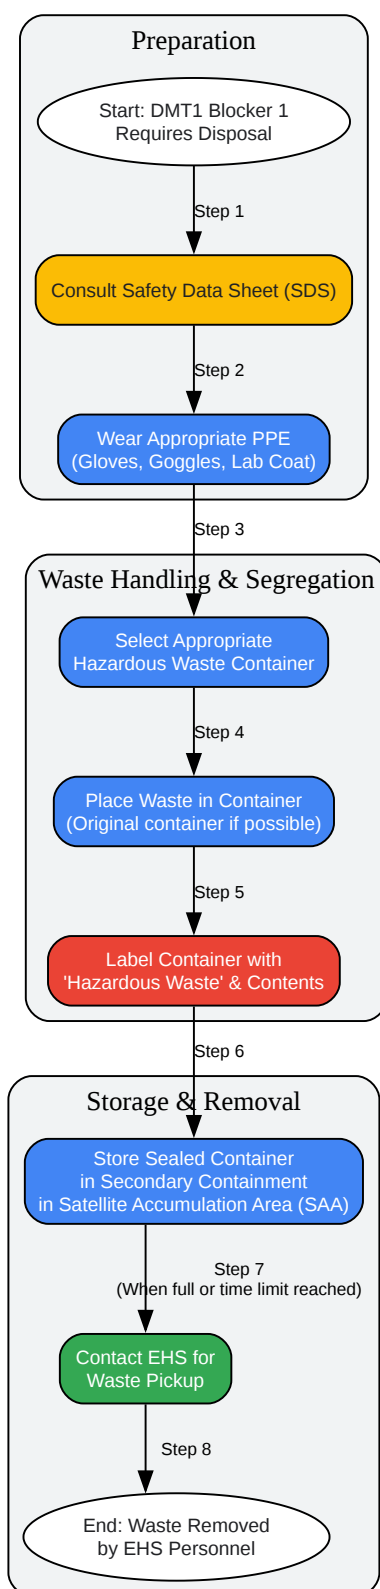 Preparation
Start: DMT1 Blocker 1
Requires Disposal
Step 1
Consult Safety Data Sheet (SDS)
Step 2
Wear Appropriate PPE
(Gloves, Goggles, Lab Coat)
Step 3
Waste Handling & Segregation
Select Appropriate
Hazardous Waste Container
Step 4
Place Waste in Container
(Original container if possible)
Step 5
Label Container with
'Hazardous Waste' & Contents
Step 6
Storage & Removal
Store Sealed Container
in Secondary Containment
in Satellite Accumulation Area (SAA)
Step 7
(When full or time limit reached)
Contact EHS for
Waste Pickup
Step 8
End: Waste Removed
by EHS Personnel